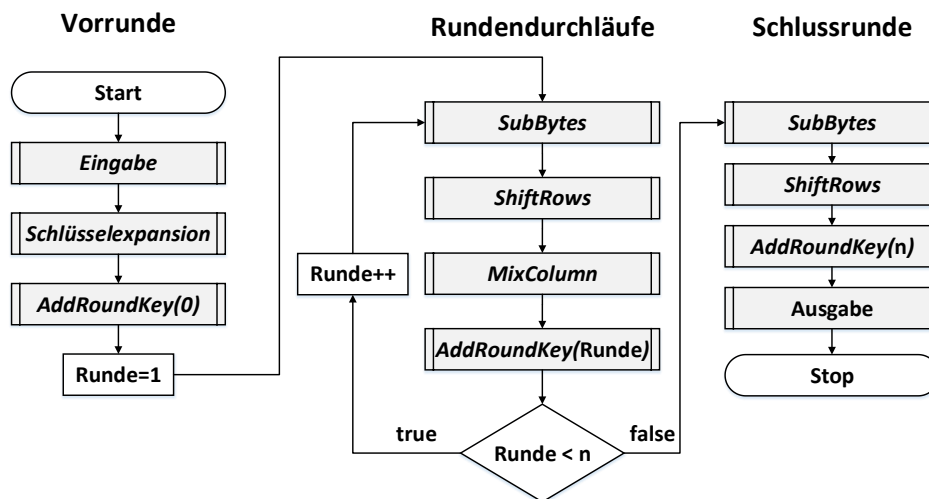 Vorrunde
Start
Eingabe
Schlüsselexpansion
AddRoundKey(0)
Runde=1
Rundendurchläufe
SubBytes
ShiftRows
MixColumn
AddRoundKey(Runde)
Runde < n
true
false
Runde++
Schlussrunde
SubBytes
ShiftRows
AddRoundKey(n)
Ausgabe
Stop